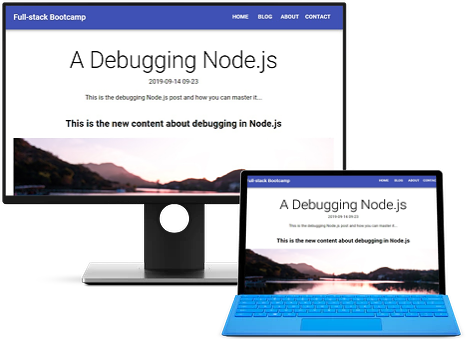 Full-stack Bootcamp HOME BLOG ABOUT CONTACT
A Debugging Node.js
2019-09-14 09-23
This is the debugging Node.js post and how you can master it...
This is the new content about debugging in Node.js
Full-stack Bootcamp HOME BLOG ABOUT CONTAC
A Debugging Node.js
2019-09-14 09-23
This is the debugging Node.js post and how you can master it...
This is the new content about debugging in Node.js